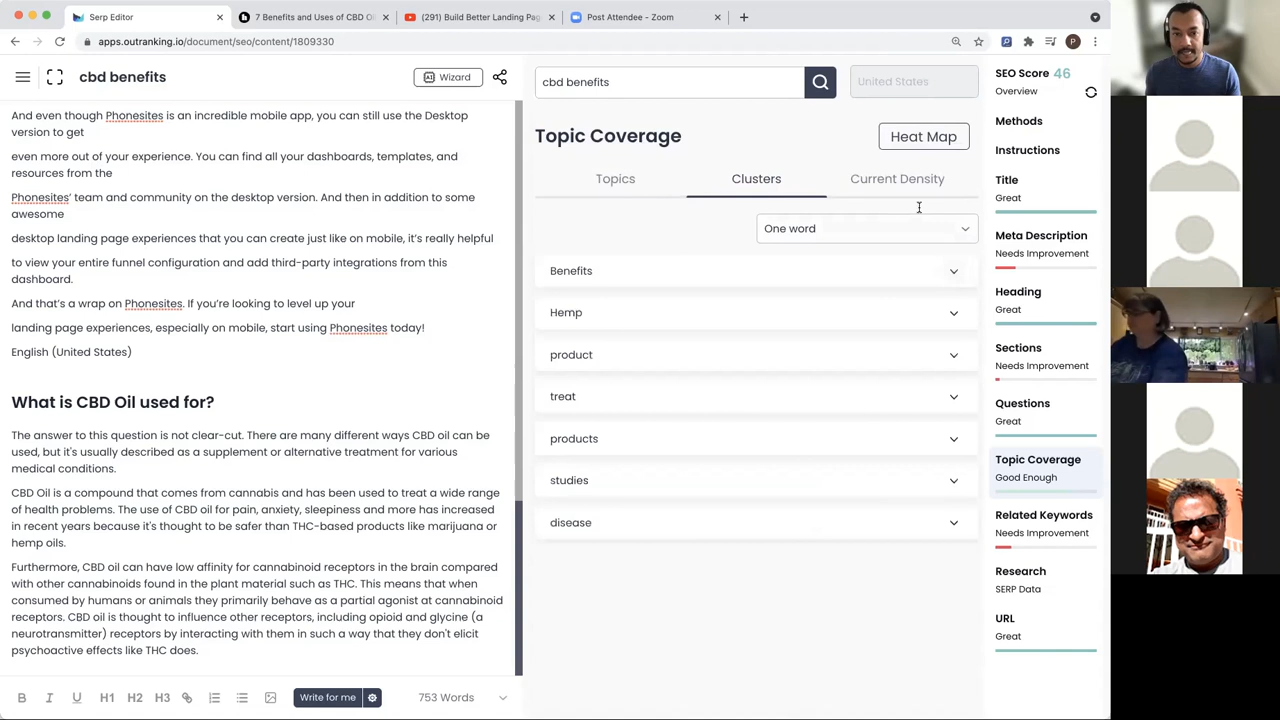 Serp Editor
7 Benefits and Uses of CBD O
(291) Build Better Landing Pag
Post Attendee - Zoom
apps.outranking.io/document/seo/content/1809330
P
cbd benefits
AI Wizard
And even though Phonesites is an incredible mobile app, you can still use the Desktop
version to get
even more out of your experience. You can find all your dashboards, templates, and
resources from the
Phonesites’ team and community on the desktop version. And then in addition to some
awesome
desktop landing page experiences that you can create just like on mobile, it’s really helpful
to view your entire funnel configuration and add third-party integrations from this
dashboard.
And that’s a wrap on Phonesites. If you’re looking to level up your
landing page experiences, especially on mobile, start using Phonesites today!
English (United States)
What is CBD Oil used for?
The answer to this question is not clear-cut. There are many different ways CBD oil can be
used, but it's usually described as a supplement or alternative treatment for various
medical conditions.
CBD Oil is a compound that comes from cannabis and has been used to treat a wide range
of health problems. The use of CBD oil for pain, anxiety, sleepiness and more has increased
in recent years because it's thought to be safer than THC-based products like marijuana or
hemp oils.
Furthermore, CBD oil can have low affinity for cannabinoid receptors in the brain compared
with other cannabinoids found in the plant material such as THC. This means that when
consumed by humans or animals they primarily behave as a partial agonist at cannabinoid
receptors. CBD oil is thought to influence other receptors, including opioid and glycine (a
neurotransmitter) receptors by interacting with them in such a way that they don't elicit
psychoactive effects like THC does.
B I U H1 H2 H3
Write for me
753 Words
cbd benefits
United States
Topic Coverage
Heat Map
Topics
Clusters
Current Density
One word
Benefits
Hemp
product
treat
products
studies
disease
SEO Score 46
Overview
Methods
Instructions
Title
Great
Meta Description
Needs Improvement
Heading
Great
Sections
Needs Improvement
Questions
Great
Topic Coverage
Good Enough
Related Keywords
Needs Improvement
Research
SERP Data
URL
Great